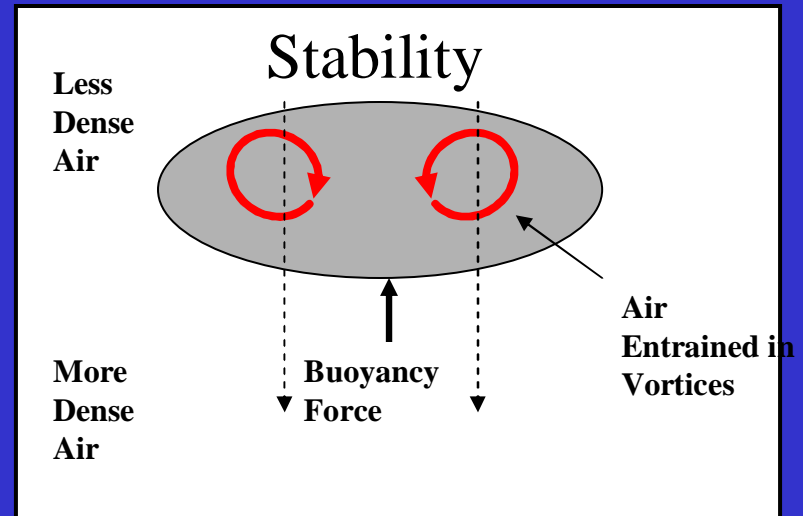 Stability
Less
Dense
Air
Air
Entrained in
Vortices
More
Dense
Air
Buoyancy
Force